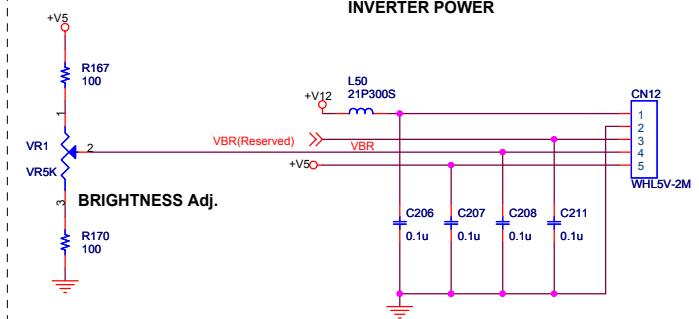 INVERTER POWER
+V5
R167
100
1
VR1
2
VR5K
3
BRIGHTNESS Adj.
R170
100
L50
21P300S
+V12
VBR(Reserved)
VBR
+V5
CN12
1
2
3
4
5
WHL5V-2M
C206
0.1u
C207
0.1u
C208
0.1u
C211
0.1u